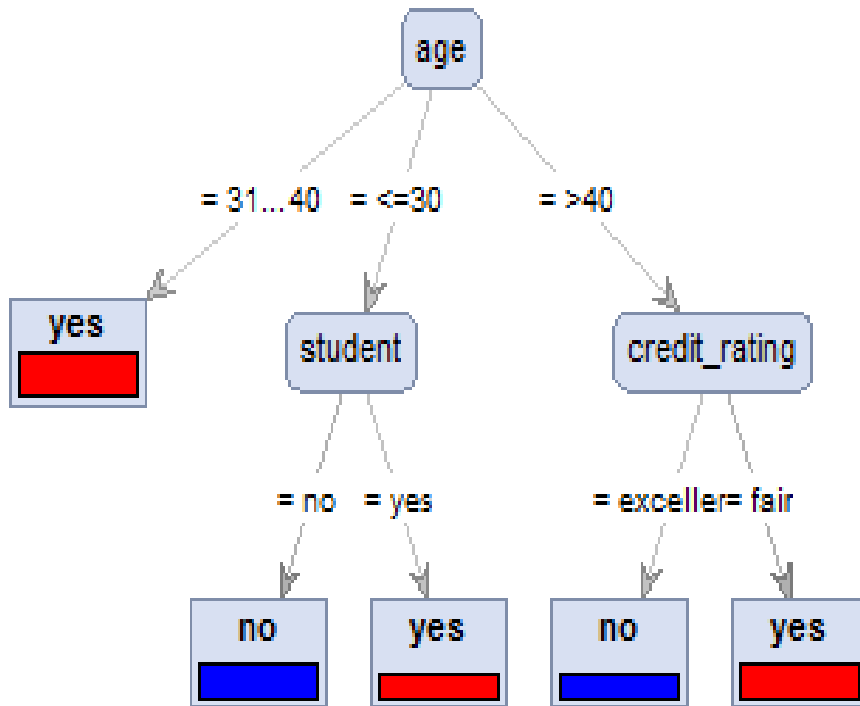 age
= 31...40 = <=30 = >40
yes
student credit_rating
= no = yes = exceller= fair
no yes no yes